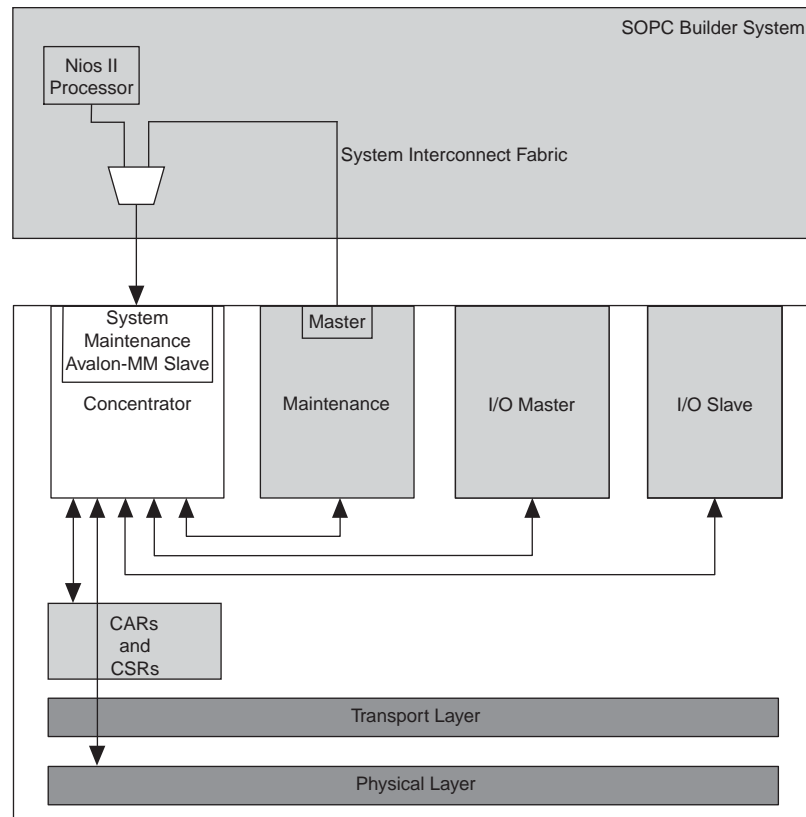 SOPC Builder System
Nios II
Processor
System Interconnect Fabric
System
Maintenance
Avalon-MM Slave
Concentrator
Master
Maintenance
I/O Master
I/O Slave
CARs
and
CSRs
Transport Layer
Physical Layer